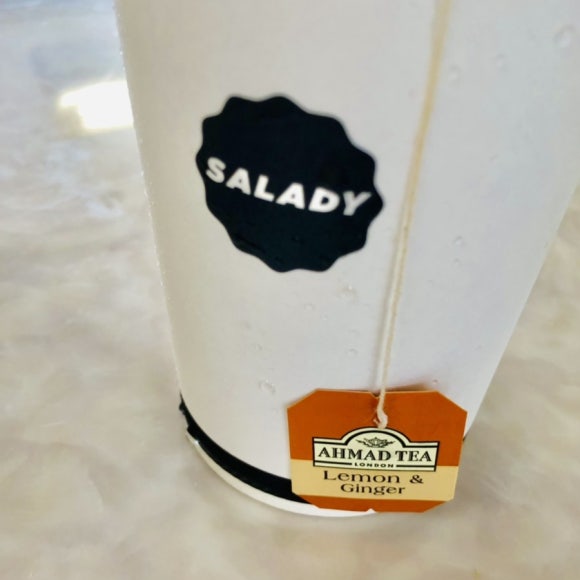 SALADY
AHMAD TEA
LONDON
Lemon &
Ginger